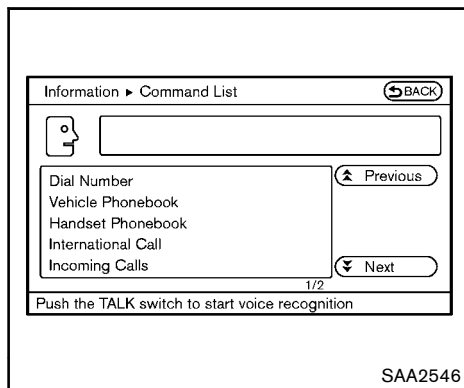 Information ▸ Command List BACK
Dial Number
Previous
Vehicle Phonebook
Handset Phonebook
International Call
Incoming Calls
Next
1/2
Push the TALK switch to start voice recognition
SAA2546